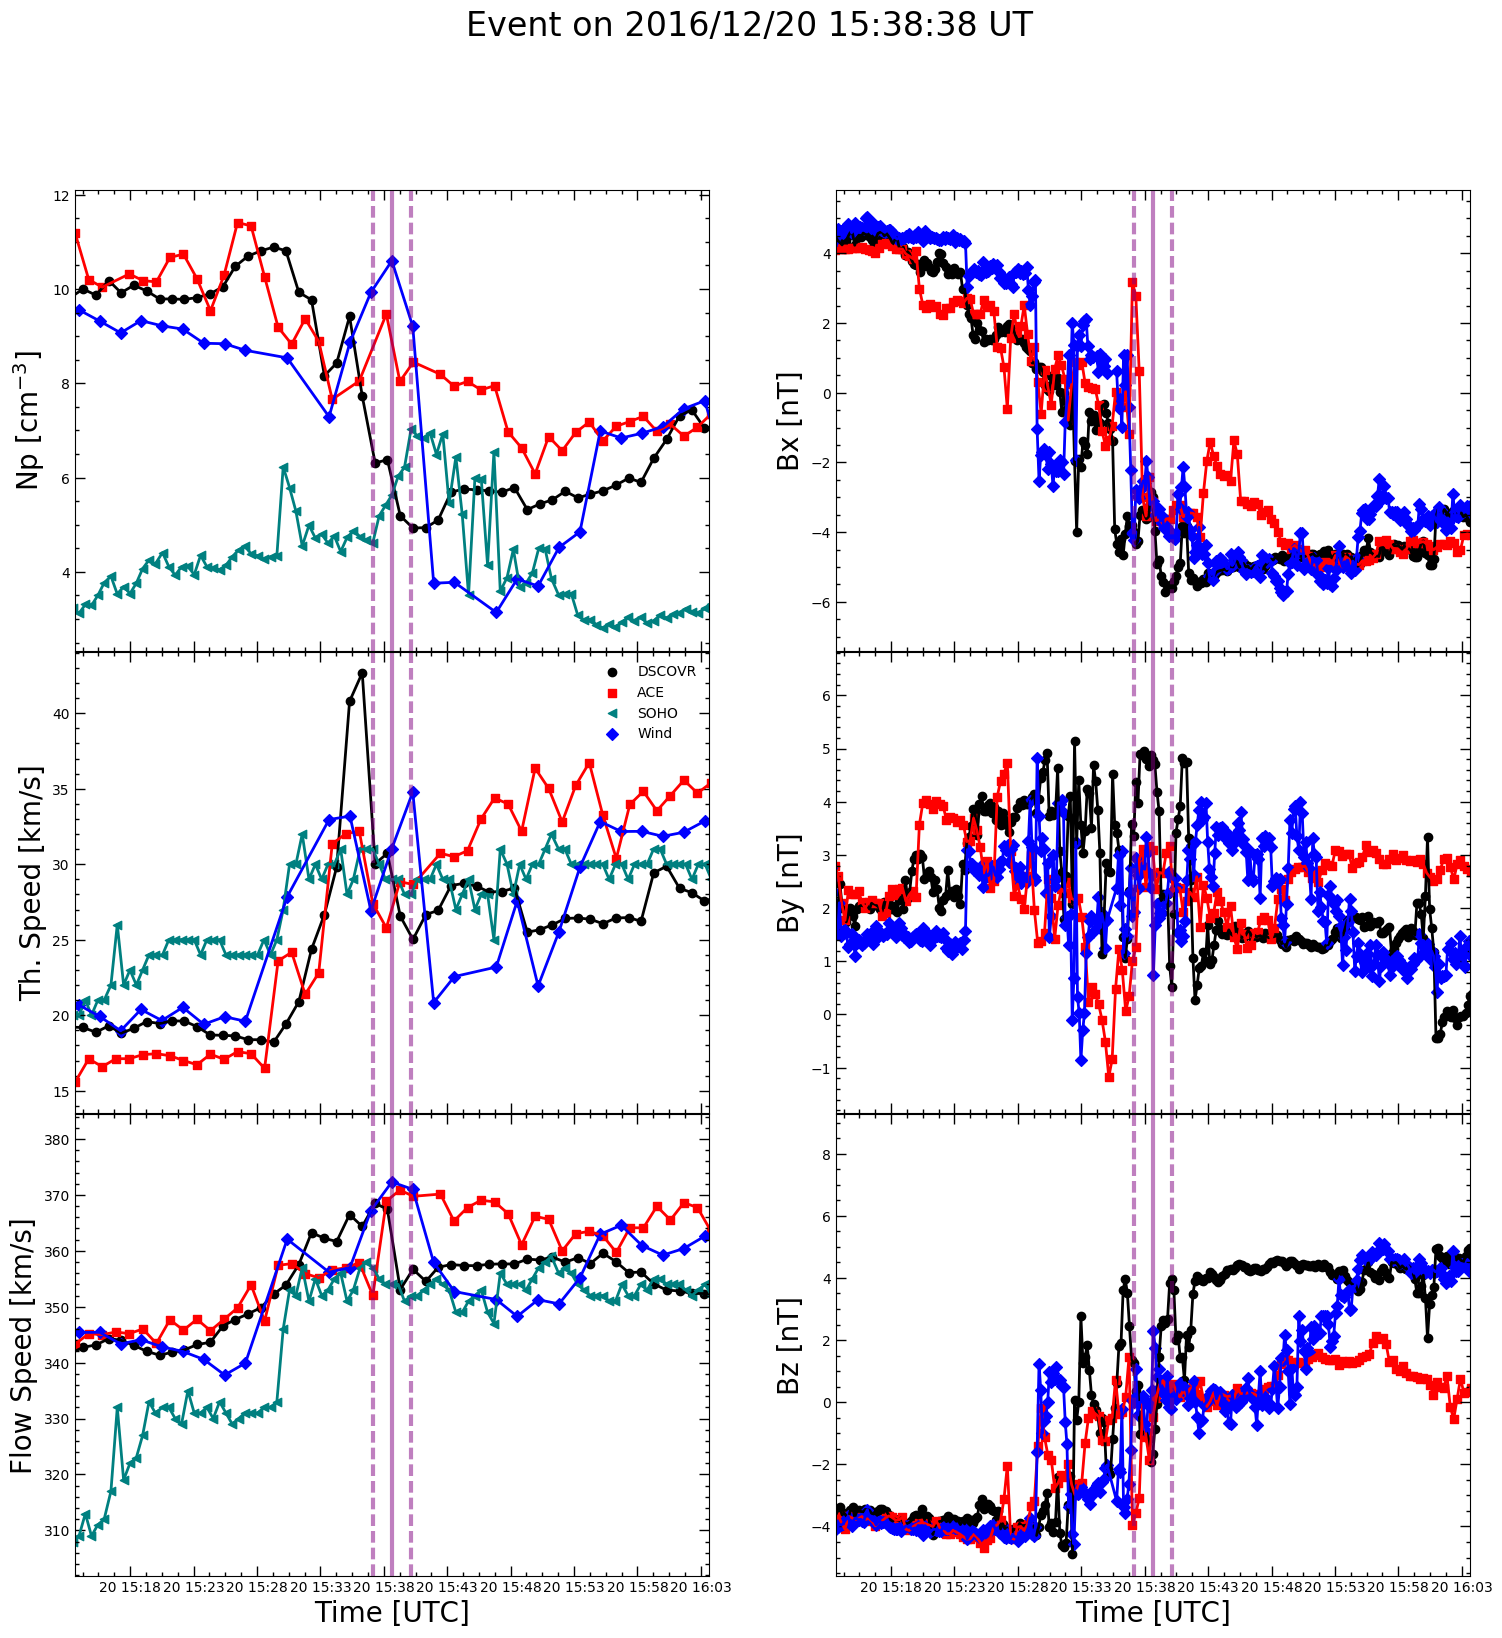 Event on 2016/12/20 15:38:38 UT
12
10
8
6
4
Np [cm⁻³]
4
2
0
−2
−4
−6
Bx [nT]
40
35
30
25
20
15
Th. Speed [km/s]
DSCOVR
ACE
SOHO
Wind
6
5
4
3
2
1
0
−1
By [nT]
380
370
360
350
340
330
320
310
Flow Speed [km/s]
8
6
4
2
0
−2
−4
Bz [nT]
20 15:18 20 15:23 20 15:28 20 15:33 20 15:38 20 15:43 20 15:48 20 15:53 20 15:58 20 16:03
Time [UTC]
20 15:18 20 15:23 20 15:28 20 15:33 20 15:38 20 15:43 20 15:48 20 15:53 20 15:58 20 16:03
Time [UTC]